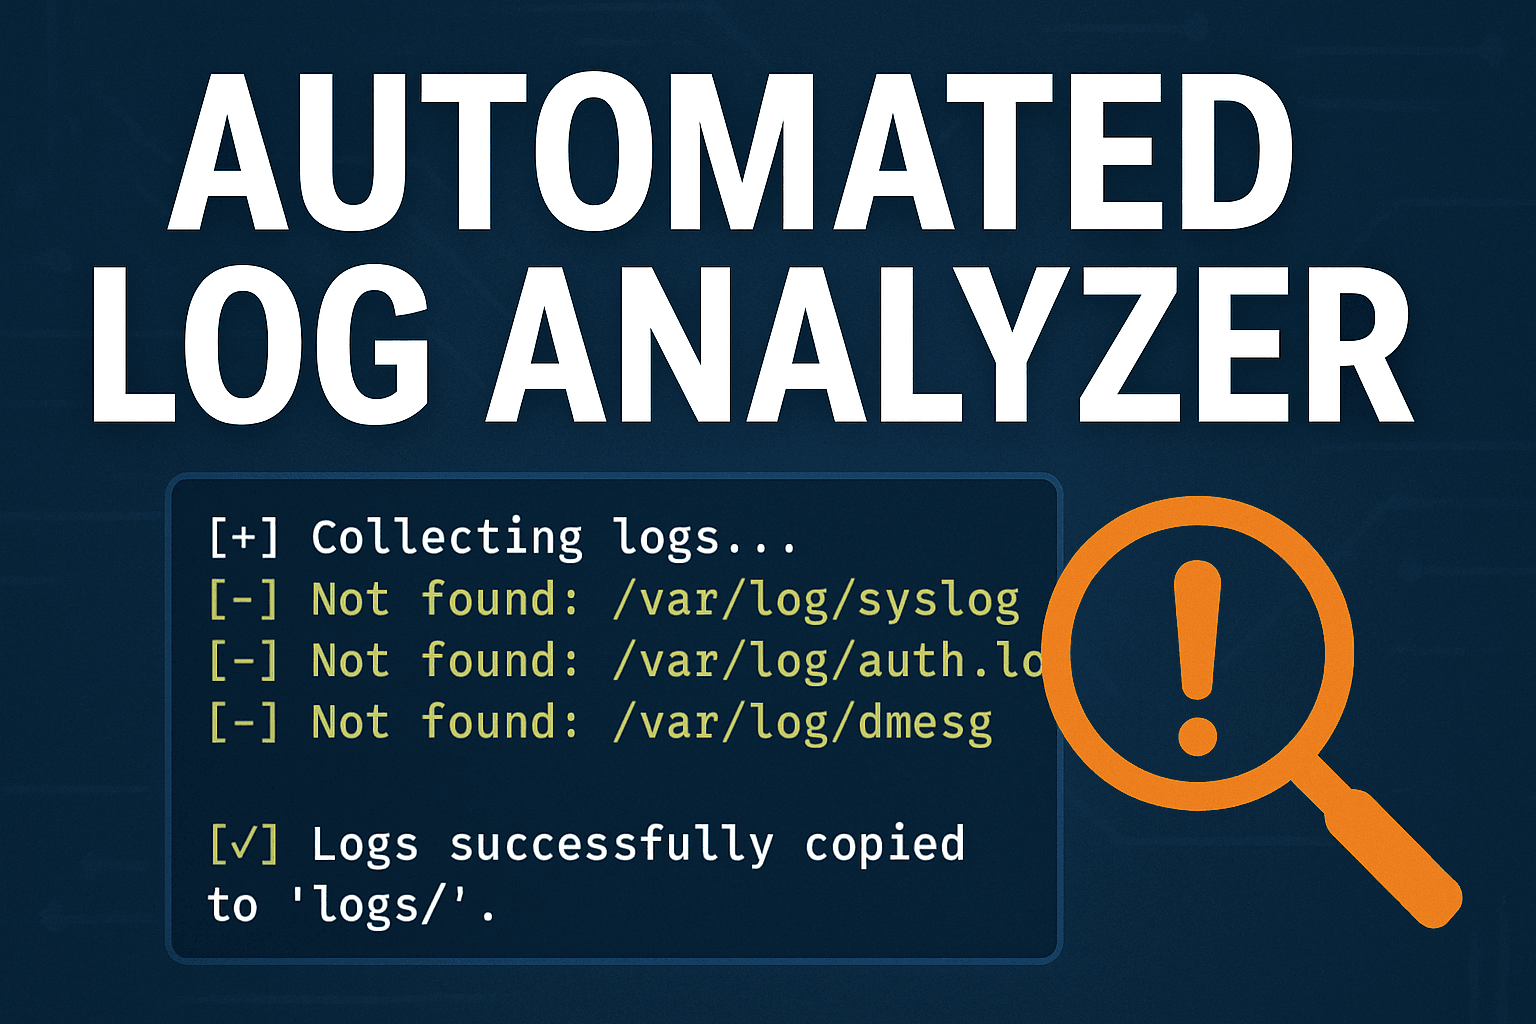 AUTOMATED
LOG ANALYZER
[+] Collecting logs...
[-] Not found: /var/log/syslog
[-] Not found: /var/log/auth.lo
[-] Not found: /var/log/dmesg
[✓] Logs successfully copied
to 'logs/'.
!